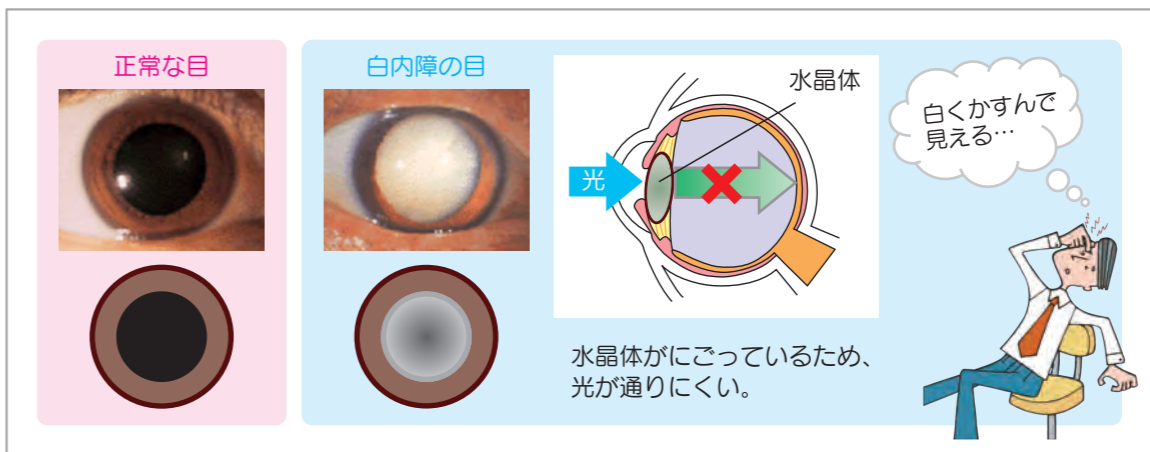 正常な目
白内障の目
水晶体
光
水晶体がにごっているため、
光が通りにくい。
白くかすんで
見える…